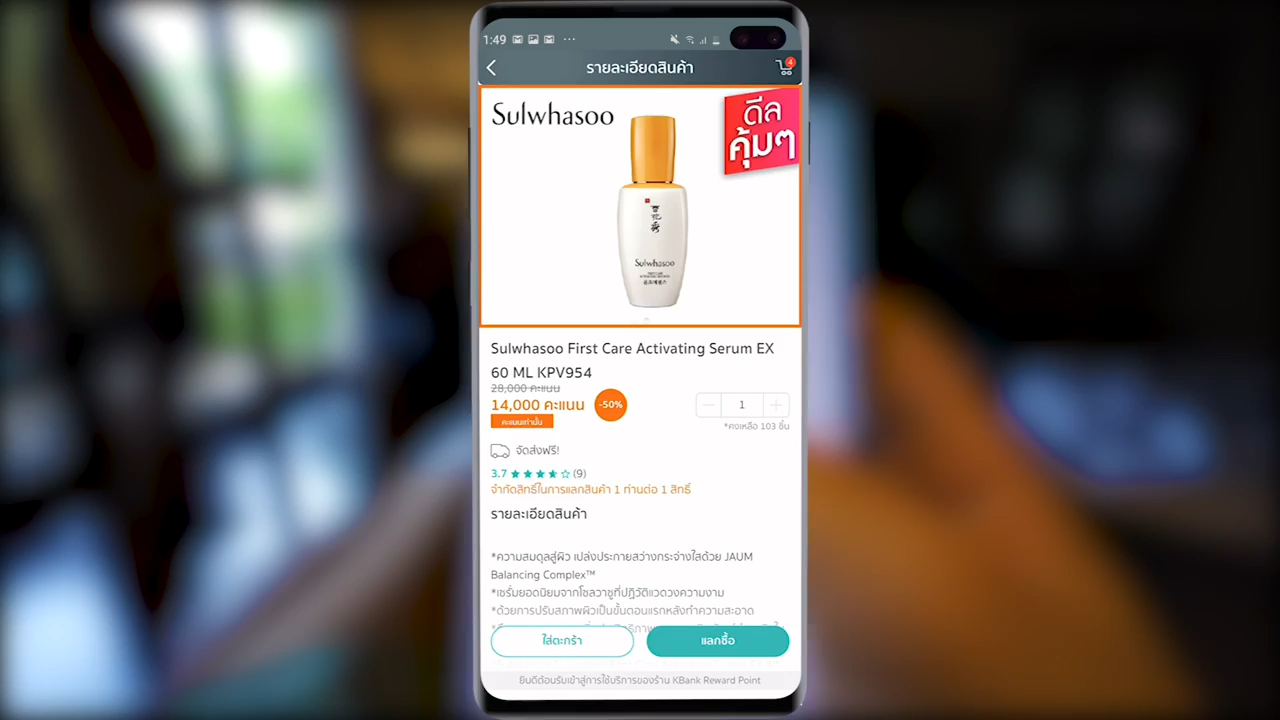 1:49
รายละเอียดสินค้า
4
Sulwhasoo
ดีล
คุ้มๆ
Sulwhasoo
Sulwhasoo First Care Activating Serum EX
60 ML KPV954
28,000 คะแนน
14,000 คะแนน
-50%
1
คะแนนเท่านั้น
*คงเหลือ 103 ชิ้น
จัดส่งฟรี!
3.7 ★★★★☆ (9)
จำกัดสิทธิ์ในการแลกสินค้า 1 ท่านต่อ 1 สิทธิ์
รายละเอียดสินค้า
*ความสมดุลสู่ผิว เปล่งประกายสว่างกระจ่างใสด้วย JAUM
Balancing Complex™
*เซรั่มยอดนิยมจากโซลวาซูที่ปฏิวัติแวดวงความงาม
*ด้วยการปรับสภาพผิวเป็นขั้นตอนแรกหลังทำความสะอาด
ใส่ตะกร้า
แลกซื้อ
ยินดีต้อนรับเข้าสู่การใช้บริการของร้าน KBank Reward Point